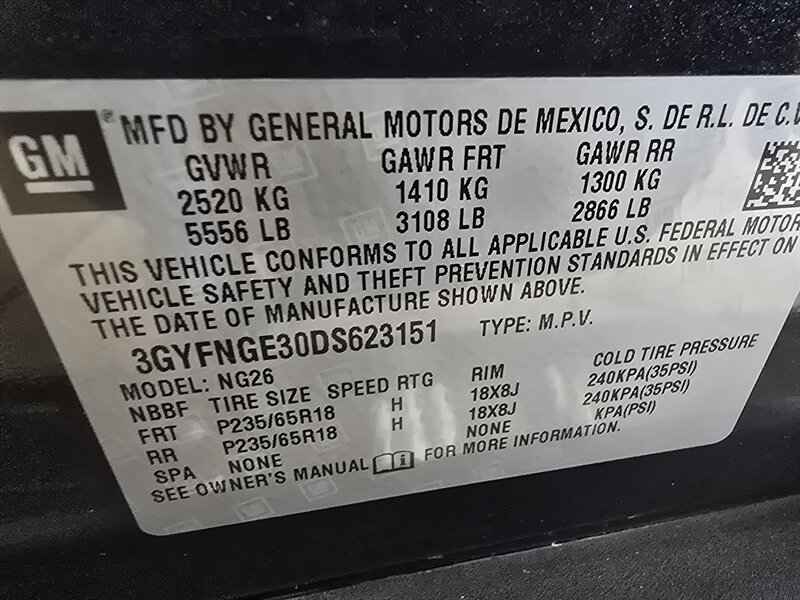 GM
® MFD BY GENERAL MOTORS DE MEXICO, S. DE R.L. DE C.V
GVWR GAWR FRT GAWR RR
2520 KG 1410 KG 1300 KG
5556 LB 3108 LB 2866 LB
THIS VEHICLE CONFORMS TO ALL APPLICABLE U.S. FEDERAL MOTOR
VEHICLE SAFETY AND THEFT PREVENTION STANDARDS IN EFFECT ON
THE DATE OF MANUFACTURE SHOWN ABOVE.
3GYFNGE30DS623151 TYPE: M.P.V.
MODEL: NG26
NBBF TIRE SIZE SPEED RTG RIM COLD TIRE PRESSURE
FRT P235/65R18 H 18X8J 240KPA(35PSI)
RR P235/65R18 H 18X8J 240KPA(35PSI)
SPA NONE NONE KPA(PSI)
SEE OWNER'S MANUAL i FOR MORE INFORMATION.